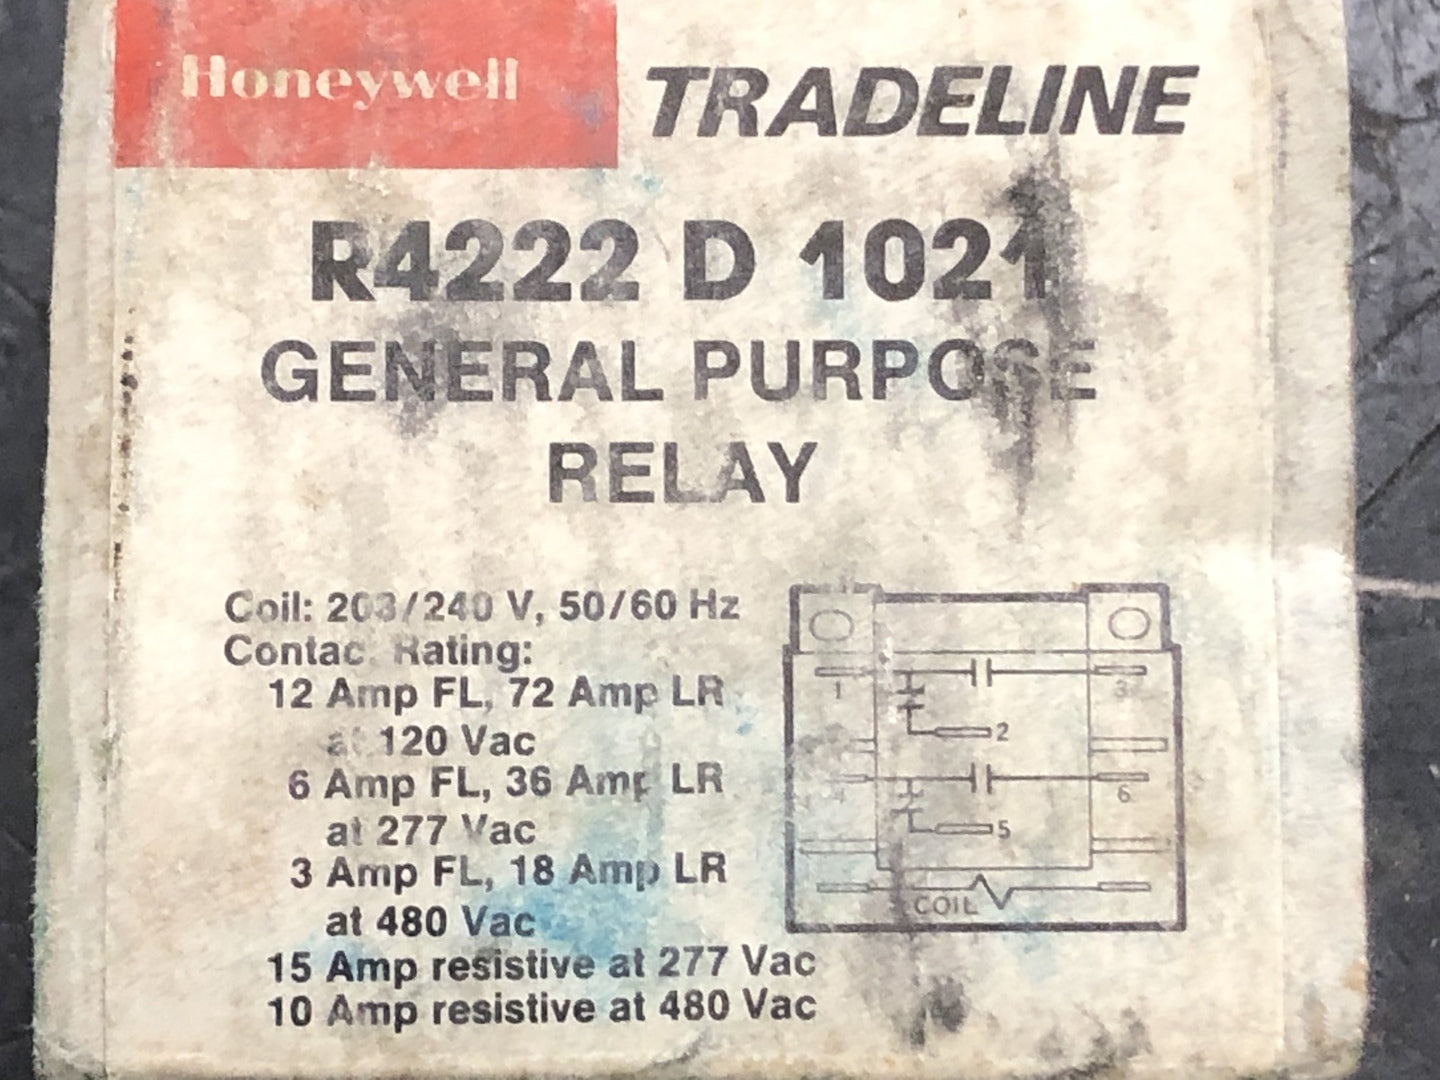 Honeywell
TRADELINE
R4222 D 1021
GENERAL PURPOSE
RELAY
Coil: 208/240 V, 50/60 Hz
Contact Rating:
12 Amp FL, 72 Amp LR
at 120 Vac
6 Amp FL, 36 Amp LR
at 277 Vac
3 Amp FL, 18 Amp LR
at 480 Vac
15 Amp resistive at 277 Vac
10 Amp resistive at 480 Vac
1 3
2
4 6
5
COIL